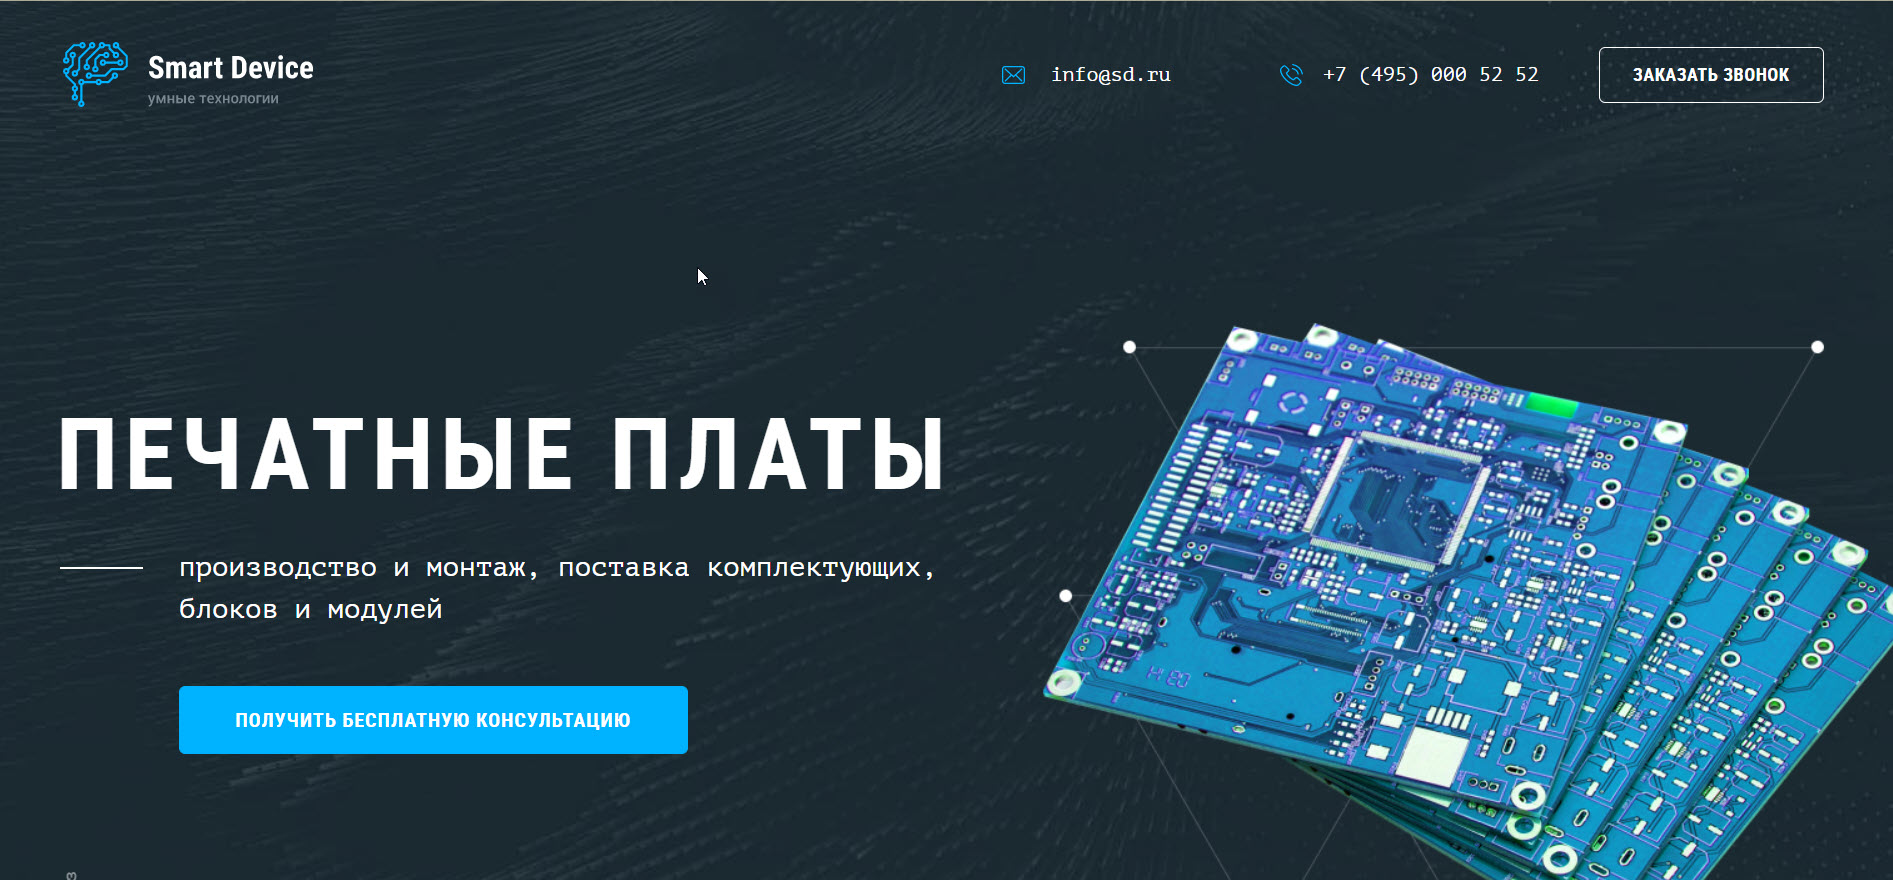 Smart Device
умные технологии
info@sd.ru
+7 (495) 000 52 52
ЗАКАЗАТЬ ЗВОНОК
ПЕЧАТНЫЕ ПЛАТЫ
производство и монтаж, поставка комплектующих,
блоков и модулей
ПОЛУЧИТЬ БЕСПЛАТНУЮ КОНСУЛЬТАЦИЮ